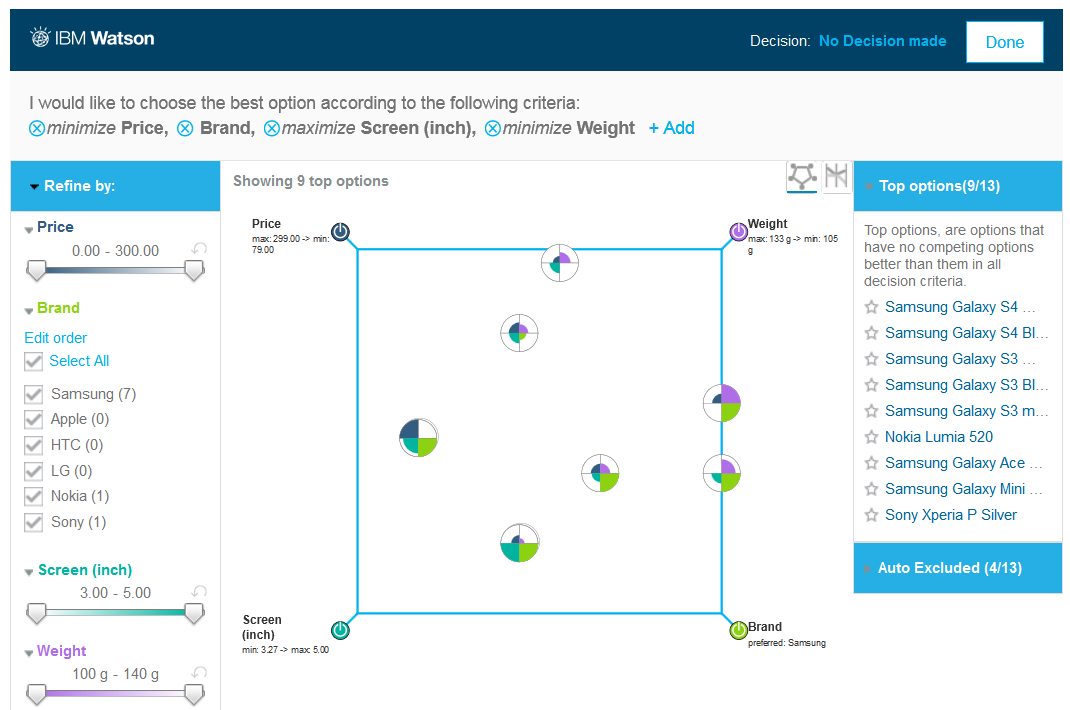 IBM Watson
Decision: No Decision made
Done
I would like to choose the best option according to the following criteria:
minimize Price, Brand, maximize Screen (inch), minimize Weight + Add
Refine by:
Price
0.00 - 300.00
Brand
Edit order
Select All
Samsung (7)
Apple (0)
HTC (0)
LG (0)
Nokia (1)
Sony (1)
Screen (inch)
3.00 - 5.00
Weight
100 g - 140 g
Showing 9 top options
Price
max: 299.00 -> min:
79.00
Weight
max: 133 g -> min: 105
g
Screen
(inch)
min: 3.27 -> max: 5.00
Brand
preferred: Samsung
Top options(9/13)
Top options, are options that
have no competing options
better than them in all
decision criteria.
Samsung Galaxy S4 ...
Samsung Galaxy S4 Bl...
Samsung Galaxy S3 ...
Samsung Galaxy S3 Bl...
Samsung Galaxy S3 m...
Nokia Lumia 520
Samsung Galaxy Ace ...
Samsung Galaxy Mini ...
Sony Xperia P Silver
Auto Excluded (4/13)